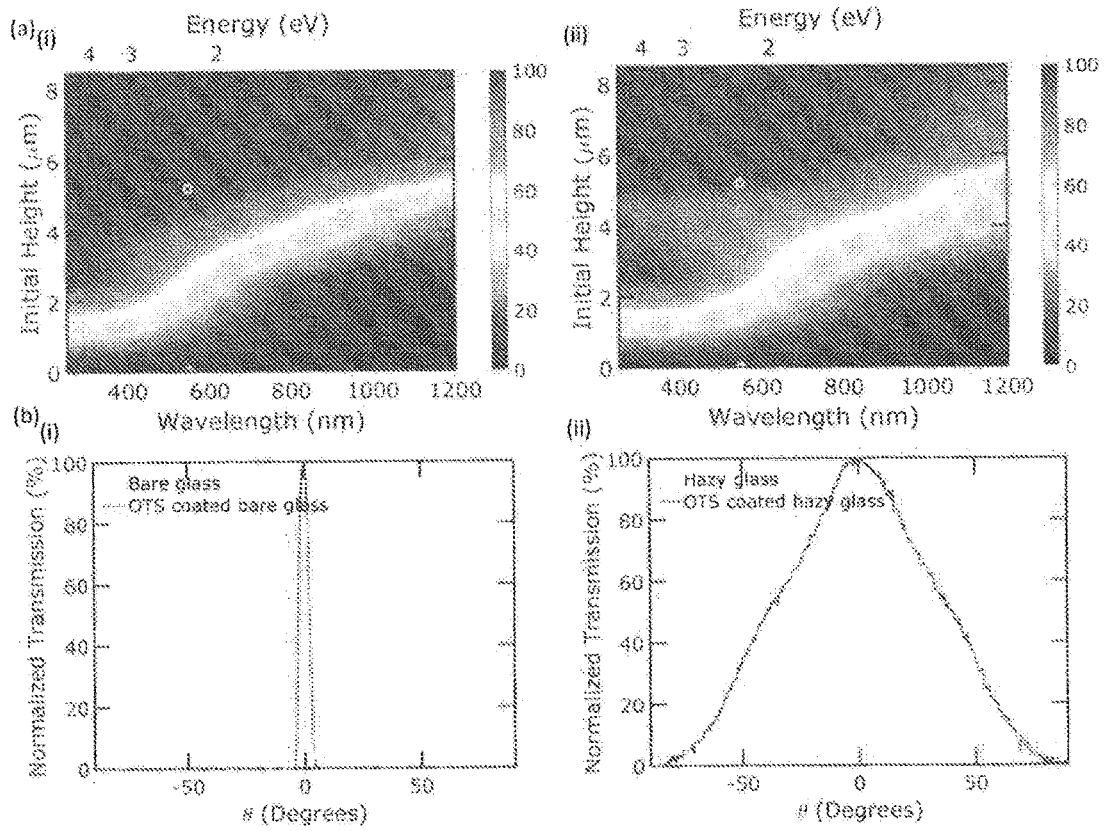 (a)(i)
Energy (eV)
4 3 2
Initial Height (μm)
8
6
4
2
0
400 600 800 1000 1200
Wavelength (nm)
100
80
60
40
20
0
(ii)
Energy (eV)
4 3 2
Initial Height (μm)
8
6
4
2
0
400 600 800 1000 1200
Wavelength (nm)
100
80
60
40
20
0
(b)(i)
Normalized Transmission (%)
100
80
60
40
20
0
Bare glass
OTS coated bare glass
-50 0 50
θ (Degrees)
(ii)
Normalized Transmission (%)
100
80
60
40
20
0
Hazy glass
OTS coated hazy glass
-50 0 50
θ (Degrees)